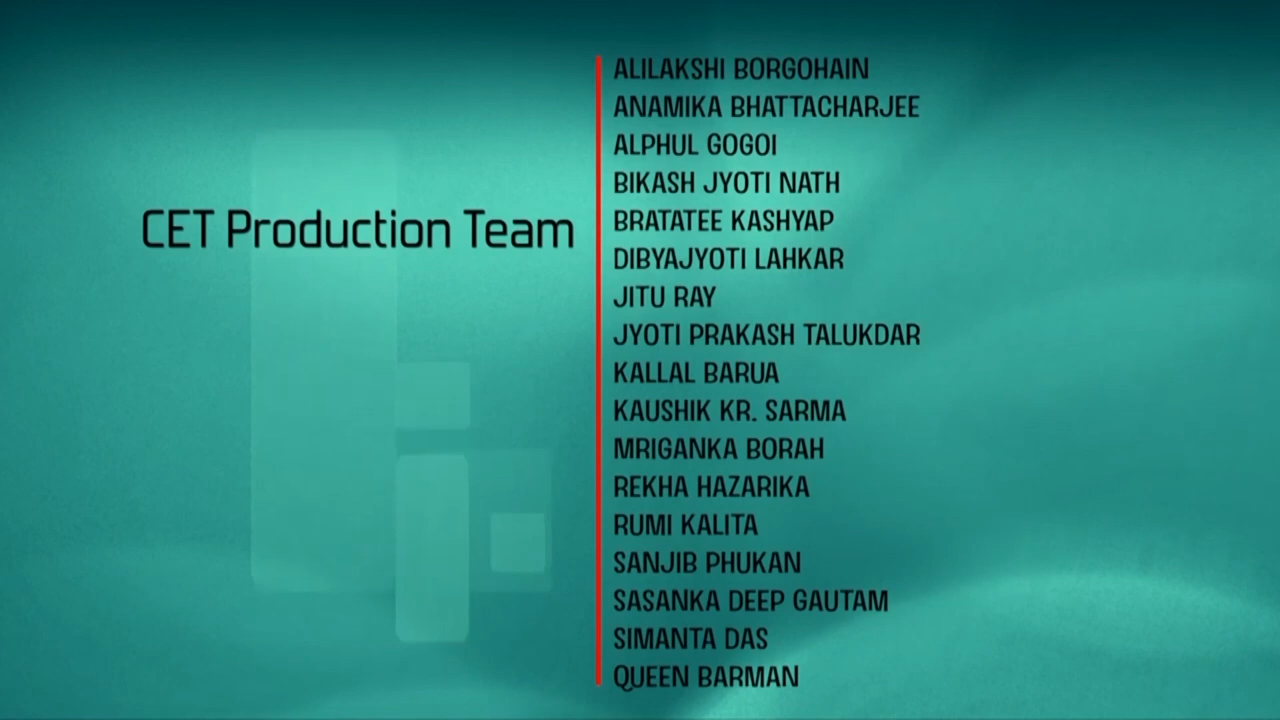 CET Production Team
ALILAKSHI BORGOHAIN
ANAMIKA BHATTACHARJEE
ALPHUL GOGOI
BIKASH JYOTI NATH
BRATATEE KASHYAP
DIBYAJYOTI LAHKAR
JITU RAY
JYOTI PRAKASH TALUKDAR
KALLAL BARUA
KAUSHIK KR. SARMA
MRIGANKA BORAH
REKHA HAZARIKA
RUMI KALITA
SANJIB PHUKAN
SASANKA DEEP GAUTAM
SIMANTA DAS
QUEEN BARMAN